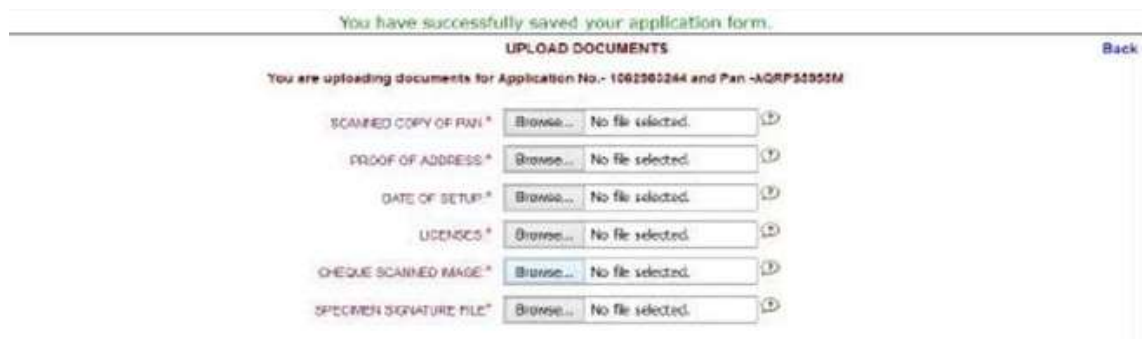 You have successfully saved your application form.
UPLOAD DOCUMENTS
Back
You are uploading documents for Application No.- and Pan
SCANNED COPY OF PAN *
Browse... No file selected.
PROOF OF ADDRESS *
Browse... No file selected.
DATE OF SETUP *
Browse... No file selected.
LICENSES *
Browse... No file selected.
CHEQUE SCANNED IMAGE *
Browse... No file selected.
SPECIMEN SIGNATURE FILE *
Browse... No file selected.